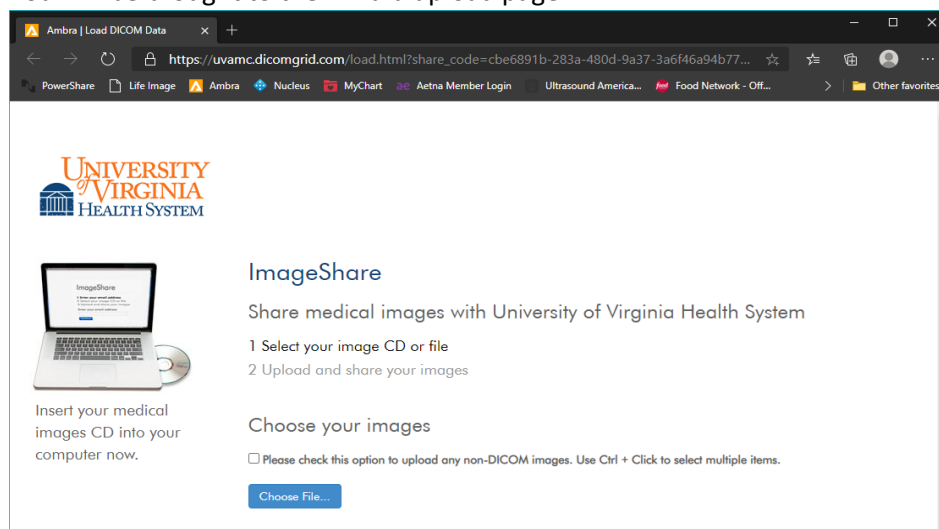 Ambra | Load DICOM Data
https://uvamc.dicomgrid.com/load.html?share_code=cbe6891b-283a-480d-9a37-3a6f46a94b77...
PowerShare Life Image Ambra Nucleus MyChart ae Aetna Member Login Ultrasound America... Food Network - Off... Other favorites
UNIVERSITY
of VIRGINIA
HEALTH SYSTEM
ImageShare
ImageShare
Share medical images with University of Virginia Health System
1 Select your image CD or file
2 Upload and share your images
Insert your medical
images CD into your
computer now.
Choose your images
Please check this option to upload any non-DICOM images. Use Ctrl + Click to select multiple items.
Choose File...